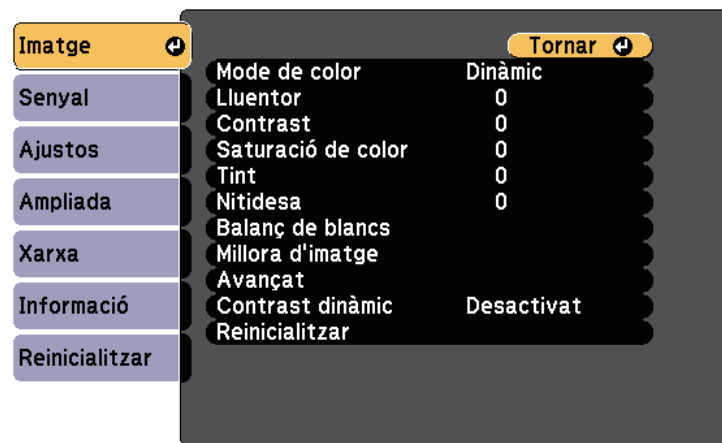 Imatge
Senyal
Ajustos
Ampliada
Xarxa
Informació
Reinicialitzar
Tornar
Mode de color Dinàmic
Lluentor 0
Contrast 0
Saturació de color 0
Tint 0
Nitidesa 0
Balanç de blancs
Millora d'imatge
Avançat
Contrast dinàmic Desactivat
Reinicialitzar